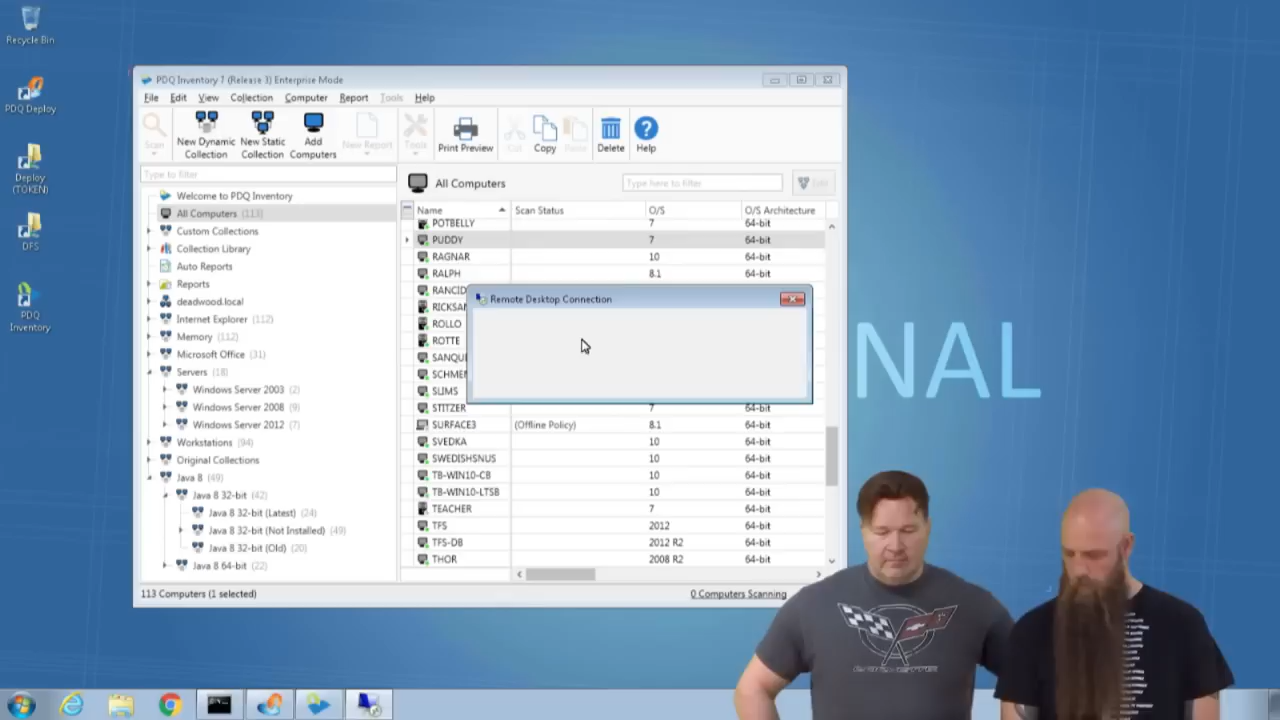 Recycle Bin
PDQ Deploy
Deploy
(TOKEN)
DFS
PDQ
Inventory
PDQ Inventory 7 (Release 3) Enterprise Mode
File Edit View Collection Computer Report Tools Help
Scan
New Dynamic
Collection
New Static
Collection
Add
Computers
New Report
Tools
Print Preview
Cut
Copy
Paste
Delete
Help
Type to filter
Welcome to PDQ Inventory
All Computers (113)
Custom Collections
Collection Library
Auto Reports
Reports
deadwood.local
Internet Explorer (112)
Memory (112)
Microsoft Office (31)
Servers (18)
Windows Server 2003 (2)
Windows Server 2008 (9)
Windows Server 2012 (7)
Workstations (94)
Original Collections
Java 8 (49)
Java 8 32-bit (42)
Java 8 32-bit (Latest) (24)
Java 8 32-bit (Not Installed) (49)
Java 8 32-bit (Old) (20)
Java 8 64-bit (22)
All Computers
Type here to filter
Edit
Name Scan Status O/S O/S Architecture
POTBELLY 7 64-bit
PUDDY 7 64-bit
RAGNAR 10 64-bit
RALPH 8.1 64-bit
RANCID
RICKSA
ROLLO
ROTTE
SANQU
SCHME
SLIMS
STITZER 7 64-bit
SURFACE3 (Offline Policy) 8.1 64-bit
SVEDKA 10 64-bit
SWEDISHSNUS 10 64-bit
TB-WIN10-CB 10 64-bit
TB-WIN10-LTSB 10 64-bit
TEACHER 7 64-bit
TFS 2012 64-bit
TFS-DB 2012 R2 64-bit
THOR 2008 R2 64-bit
Remote Desktop Connection
113 Computers (1 selected)
0 Computers Scanning
NAL